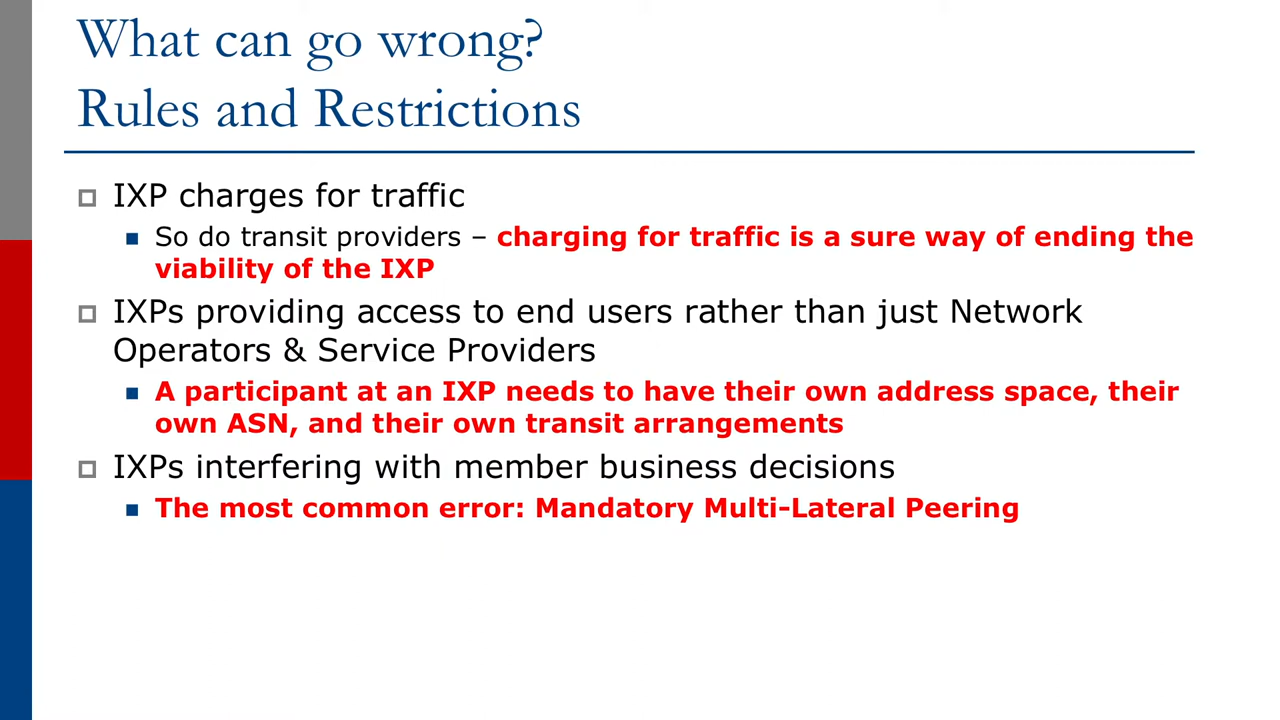 What can go wrong?
Rules and Restrictions
IXP charges for traffic
So do transit providers – charging for traffic is a sure way of ending the
viability of the IXP
IXPs providing access to end users rather than just Network
Operators & Service Providers
A participant at an IXP needs to have their own address space, their
own ASN, and their own transit arrangements
IXPs interfering with member business decisions
The most common error: Mandatory Multi-Lateral Peering